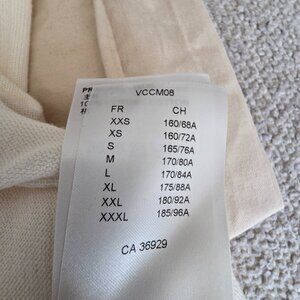 VCCM08
FR CH
XXS 160/68A
XS 160/72A
S 165/76A
M 170/80A
L 170/84A
XL 175/88A
XXL 180/92A
XXXL 185/96A
CA 36929